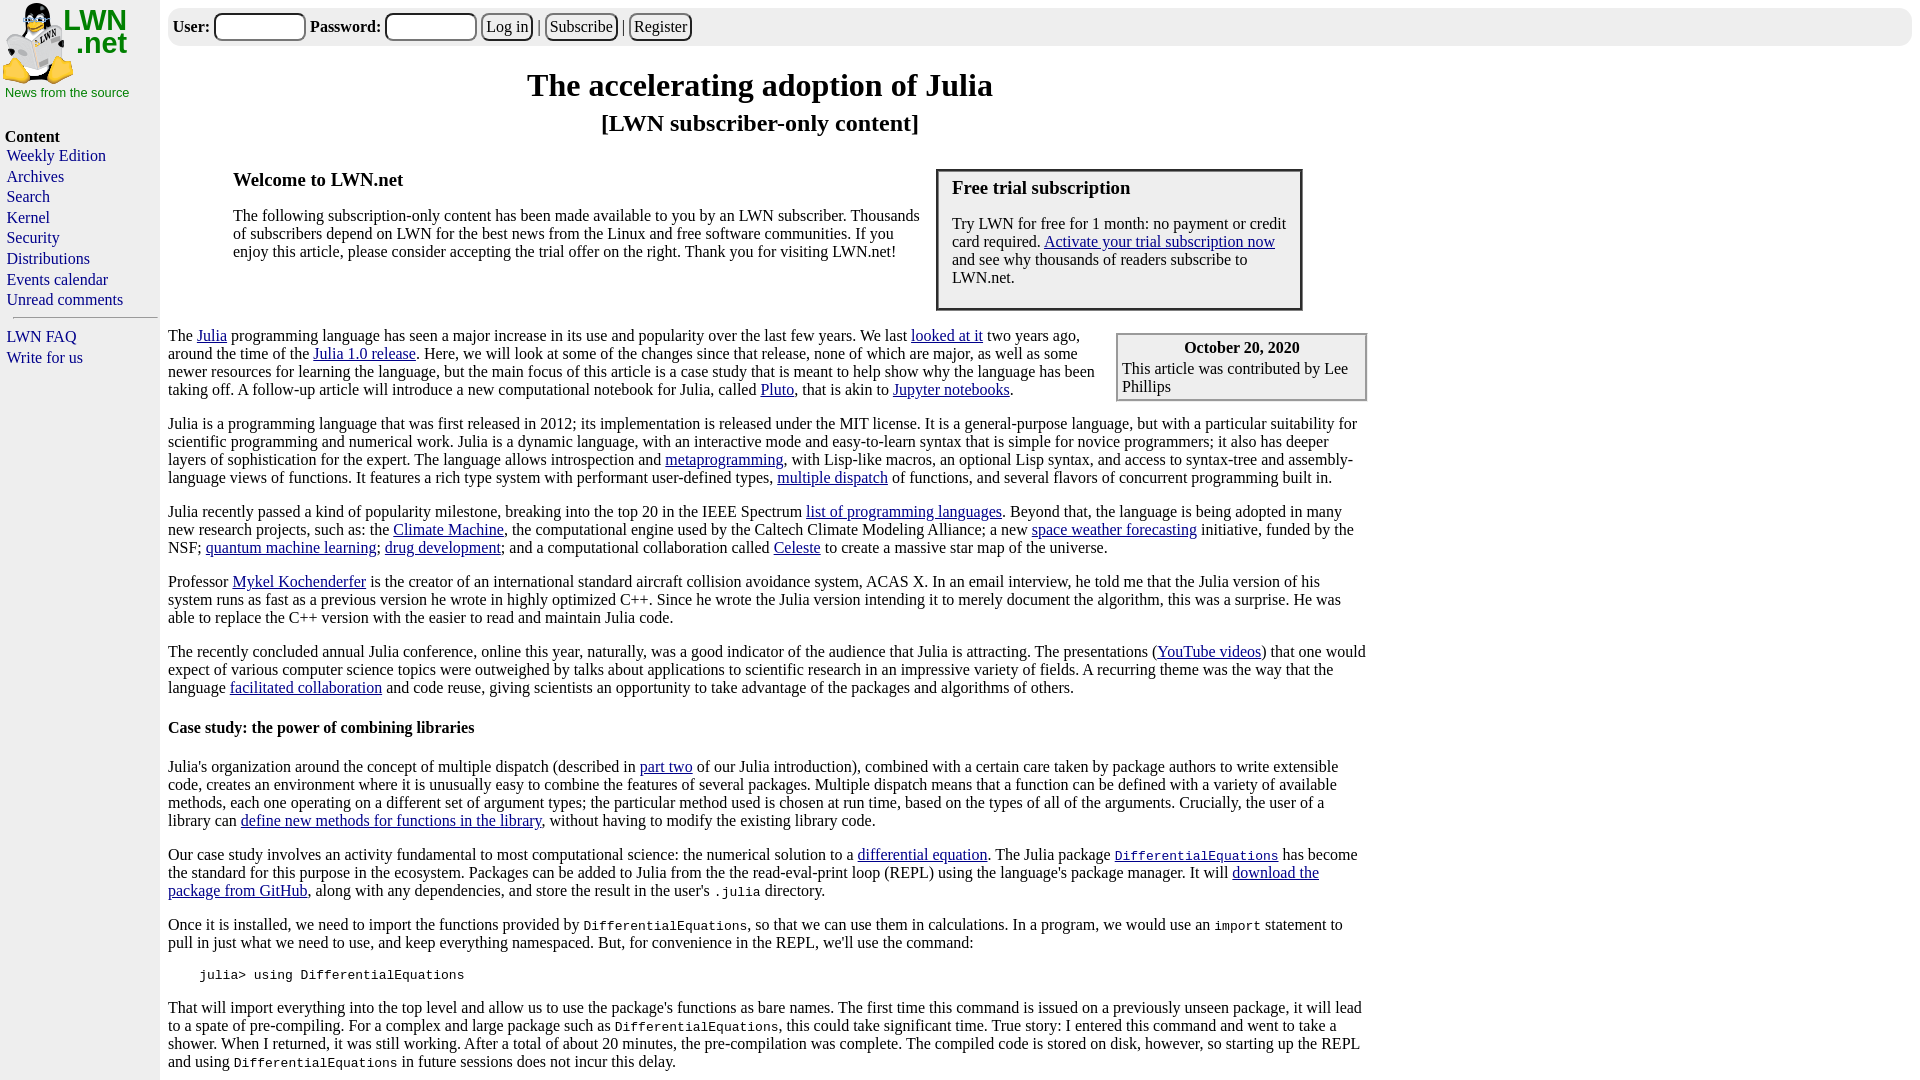 LWN
.net
News from the source
Content
Weekly Edition
Archives
Search
Kernel
Security
Distributions
Events calendar
Unread comments
LWN FAQ
Write for us
User: Password: Log in | Subscribe | Register
The accelerating adoption of Julia
[LWN subscriber-only content]
Welcome to LWN.net
The following subscription-only content has been made available to you by an LWN subscriber. Thousands
of subscribers depend on LWN for the best news from the Linux and free software communities. If you
enjoy this article, please consider accepting the trial offer on the right. Thank you for visiting LWN.net!
Free trial subscription
Try LWN for free for 1 month: no payment or credit
card required. Activate your trial subscription now
and see why thousands of readers subscribe to
LWN.net.
October 20, 2020
This article was contributed by Lee
Phillips
The Julia programming language has seen a major increase in its use and popularity over the last few years. We last looked at it two years ago,
around the time of the Julia 1.0 release. Here, we will look at some of the changes since that release, none of which are major, as well as some
newer resources for learning the language, but the main focus of this article is a case study that is meant to help show why the language has been
taking off. A follow-up article will introduce a new computational notebook for Julia, called Pluto, that is akin to Jupyter notebooks.
Julia is a programming language that was first released in 2012; its implementation is released under the MIT license. It is a general-purpose language, but with a particular suitability for
scientific programming and numerical work. Julia is a dynamic language, with an interactive mode and easy-to-learn syntax that is simple for novice programmers; it also has deeper
layers of sophistication for the expert. The language allows introspection and metaprogramming, with Lisp-like macros, an optional Lisp syntax, and access to syntax-tree and assembly-
language views of functions. It features a rich type system with performant user-defined types, multiple dispatch of functions, and several flavors of concurrent programming built in.
Julia recently passed a kind of popularity milestone, breaking into the top 20 in the IEEE Spectrum list of programming languages. Beyond that, the language is being adopted in many
new research projects, such as: the Climate Machine, the computational engine used by the Caltech Climate Modeling Alliance; a new space weather forecasting initiative, funded by the
NSF; quantum machine learning; drug development; and a computational collaboration called Celeste to create a massive star map of the universe.
Professor Mykel Kochenderfer is the creator of an international standard aircraft collision avoidance system, ACAS X. In an email interview, he told me that the Julia version of his
system runs as fast as a previous version he wrote in highly optimized C++. Since he wrote the Julia version intending it to merely document the algorithm, this was a surprise. He was
able to replace the C++ version with the easier to read and maintain Julia code.
The recently concluded annual Julia conference, online this year, naturally, was a good indicator of the audience that Julia is attracting. The presentations (YouTube videos) that one would
expect of various computer science topics were outweighed by talks about applications to scientific research in an impressive variety of fields. A recurring theme was the way that the
language facilitated collaboration and code reuse, giving scientists an opportunity to take advantage of the packages and algorithms of others.
Case study: the power of combining libraries
Julia's organization around the concept of multiple dispatch (described in part two of our Julia introduction), combined with a certain care taken by package authors to write extensible
code, creates an environment where it is unusually easy to combine the features of several packages. Multiple dispatch means that a function can be defined with a variety of available
methods, each one operating on a different set of argument types; the particular method used is chosen at run time, based on the types of all of the arguments. Crucially, the user of a
library can define new methods for functions in the library, without having to modify the existing library code.
Our case study involves an activity fundamental to most computational science: the numerical solution to a differential equation. The Julia package DifferentialEquations has become
the standard for this purpose in the ecosystem. Packages can be added to Julia from the the read-eval-print loop (REPL) using the language's package manager. It will download the
package from GitHub, along with any dependencies, and store the result in the user's .julia directory.
Once it is installed, we need to import the functions provided by DifferentialEquations, so that we can use them in calculations. In a program, we would use an import statement to
pull in just what we need to use, and keep everything namespaced. But, for convenience in the REPL, we'll use the command:
julia> using DifferentialEquations
That will import everything into the top level and allow us to use the package's functions as bare names. The first time this command is issued on a previously unseen package, it will lead
to a spate of pre-compiling. For a complex and large package such as DifferentialEquations, this could take significant time. True story: I entered this command and went to take a
shower. When I returned, it was still working. After a total of about 20 minutes, the pre-compilation was complete. The compiled code is stored on disk, however, so starting up the REPL
and using DifferentialEquations in future sessions does not incur this delay.